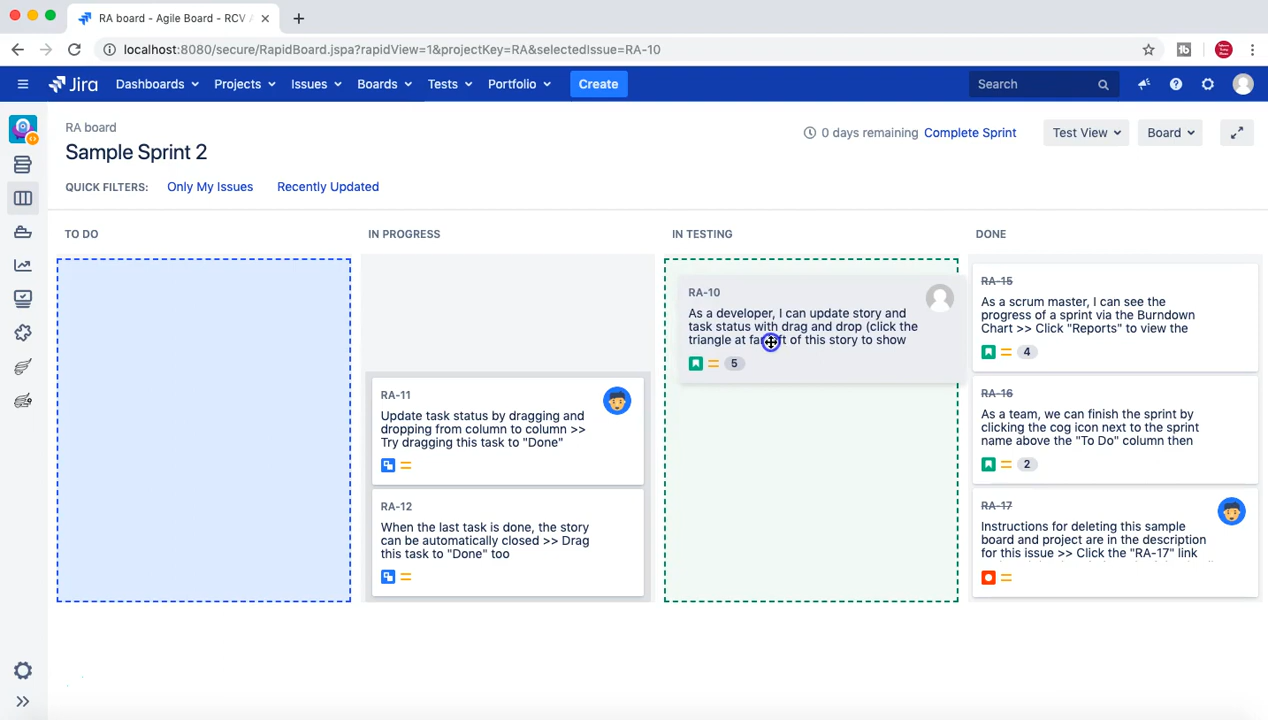 RA board - Agile Board - RCV
localhost:8080/secure/RapidBoard.jspa?rapidView=1&projectKey=RA&selectedIssue=RA-10
Jira Dashboards Projects Issues Boards Tests Portfolio Create Search
RA board
Sample Sprint 2
0 days remaining Complete Sprint Test View Board
QUICK FILTERS: Only My Issues Recently Updated
TO DO
IN PROGRESS
RA-11
Update task status by dragging and
dropping from column to column >>
Try dragging this task to "Done"
RA-12
When the last task is done, the story
can be automatically closed >> Drag
this task to "Done" too
IN TESTING
RA-10
As a developer, I can update story and
task status with drag and drop (click the
triangle at of this story to show
5
DONE
RA-15
As a scrum master, I can see the
progress of a sprint via the Burndown
Chart >> Click "Reports" to view the
4
RA-16
As a team, we can finish the sprint by
clicking the cog icon next to the sprint
name above the "To Do" column then
2
RA-17
Instructions for deleting this sample
board and project are in the description
for this issue >> Click the "RA-17" link